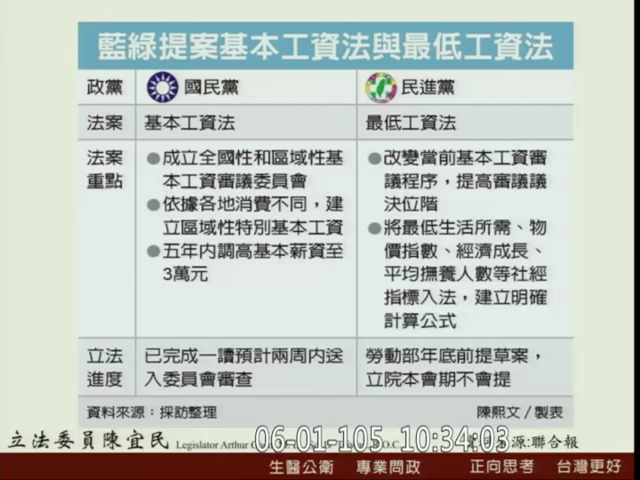 藍綠提案基本工資法與最低工資法
政黨 國民黨 民進黨
法案 基本工資法 最低工資法
法案重點
●成立全國性和區域性基
本工資審議委員會
●依據各地消費不同，建
立區域性特別基本工資
●五年內調高基本薪資至
3萬元
●改變當前基本工資審
議程序，提高審議議
決位階
●將最低生活所需、物
價指數、經濟成長、
平均撫養人數等社經
指標入法，建立明確
計算公式
立法進度
已完成一讀預計兩周內送
入委員會審查
勞動部年底前提草案，
立院本會期不會提
資料來源：採訪整理 陳熙文／製表
立法委員陳宜民 Legislator Arthur 06-01-105 10:34:03 源:聯合報
生醫公衛 專業問政 正向思考 台灣更好